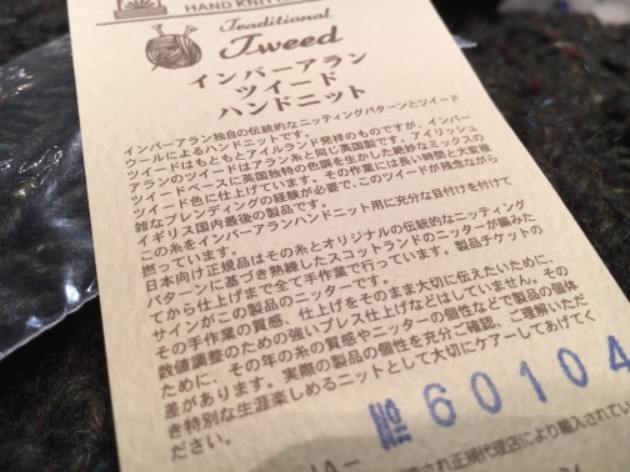 HAND KNIT
Traditional
Tweed
インバーアラン
ツイード
ハンドニット
インバーアラン独自の伝統的なニッティングパターンとツイード
ウールによるハンドニットです。
ツイードはもともとアイルランド発祥のものですが、インバー
アランのツイードはアラン糸と同じ英国製です。アイリッシュ
ツイードベースに英国独特の色調を生かした絶妙なミックスの
ツイード色に仕上げています。その作業には長い時間と大変複
雑なブレンディングの経験が必要で、このツイードが残念ながら
イギリス国内最後の製品です。
この糸をインバーアランハンドニット用に充分な目付けを付けて
撚っています。
日本向け正規品はその糸とオリジナルの伝統的なニッティング
パターンに基づき熟練したスコットランドのニッターが編みた
てから仕上げまで全て手作業で行っています。製品チケットの
サインがこの製品のニッターです。
その手作業の質感、仕上げをそのまま大切に伝えたいために、
数値調整のための強いプレス仕上げなどはしていません。その
ために、その年の糸の質感やニッターの個性などで製品の個体
差があります。実際の製品の個性を充分ご確認、ご理解いただ
き特別な生涯楽しめるニットとして大切にケアーしてあげてく
ださい。
№ 60104
され正規代理店により輸入されてい